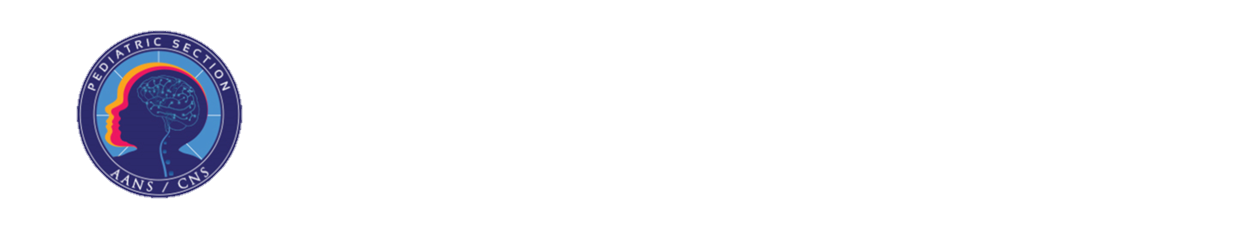 PEDIATRIC SECTION
AANS / CNS